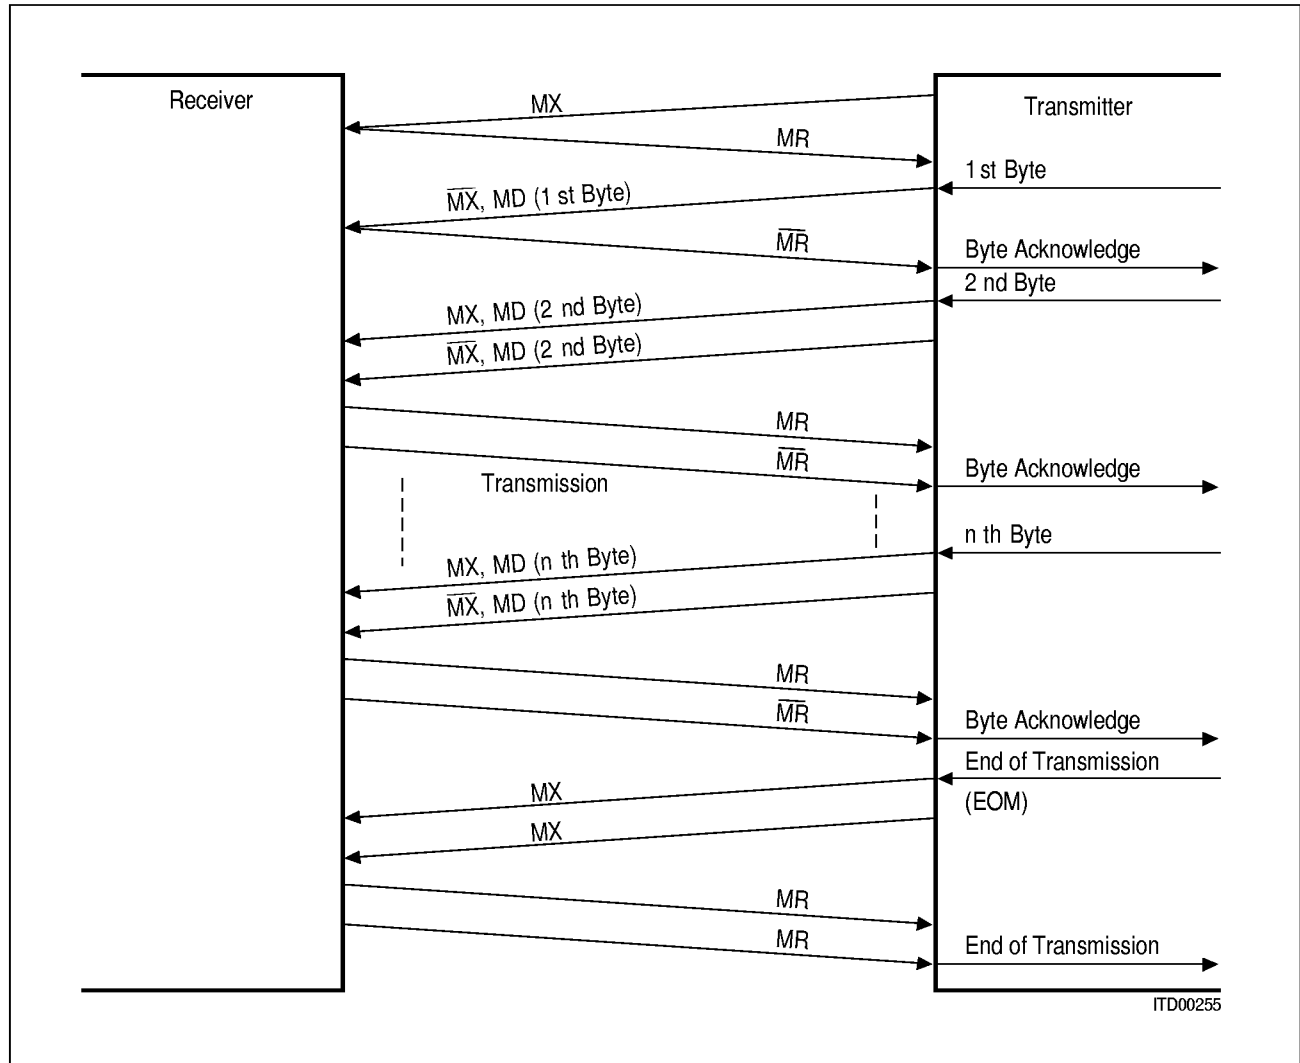 Receiver
MX
Transmitter
MR
1 st Byte
M̅X̅, MD (1 st Byte)
M̅R̅
Byte Acknowledge
2 nd Byte
MX, MD (2 nd Byte)
M̅X̅, MD (2 nd Byte)
MR
M̅R̅
Byte Acknowledge
Transmission
n th Byte
MX, MD (n th Byte)
M̅X̅, MD (n th Byte)
MR
M̅R̅
Byte Acknowledge
End of Transmission
(EOM)
MX
MX
MR
MR
End of Transmission
ITD00255